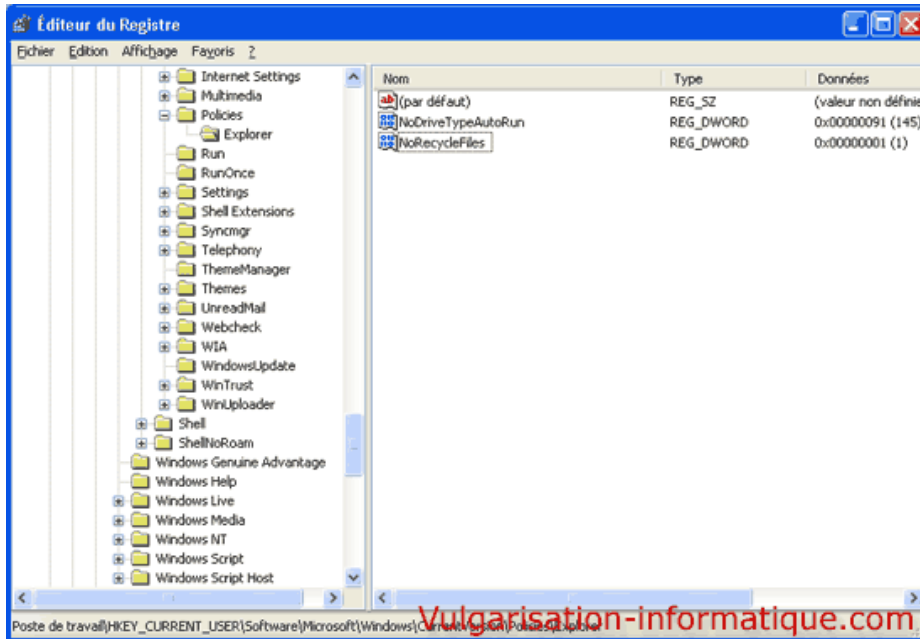 Éditeur du Registre
Fichier Edition Affichage Favoris ?
Internet Settings
Multimedia
Policies
Explorer
Run
RunOnce
Settings
Shell Extensions
Syncmgr
Telephony
ThemeManager
Themes
UnreadMail
Webcheck
WIA
WindowsUpdate
WinTrust
WinUploader
Shell
ShellNoRoam
Windows Genuine Advantage
Windows Help
Windows Live
Windows Media
Windows NT
Windows Script
Windows Script Host
Nom Type Données
(par défaut) REG_SZ (valeur non définie
NoDriveTypeAutoRun REG_DWORD 0x00000091 (145)
NoRecycleFiles REG_DWORD 0x00000001 (1)
Poste de travail\HKEY_CURRENT_USER\Software\Microsoft\Windows\CurrentVersion\Policies\Explorer
Vulgarisation-informatique.com